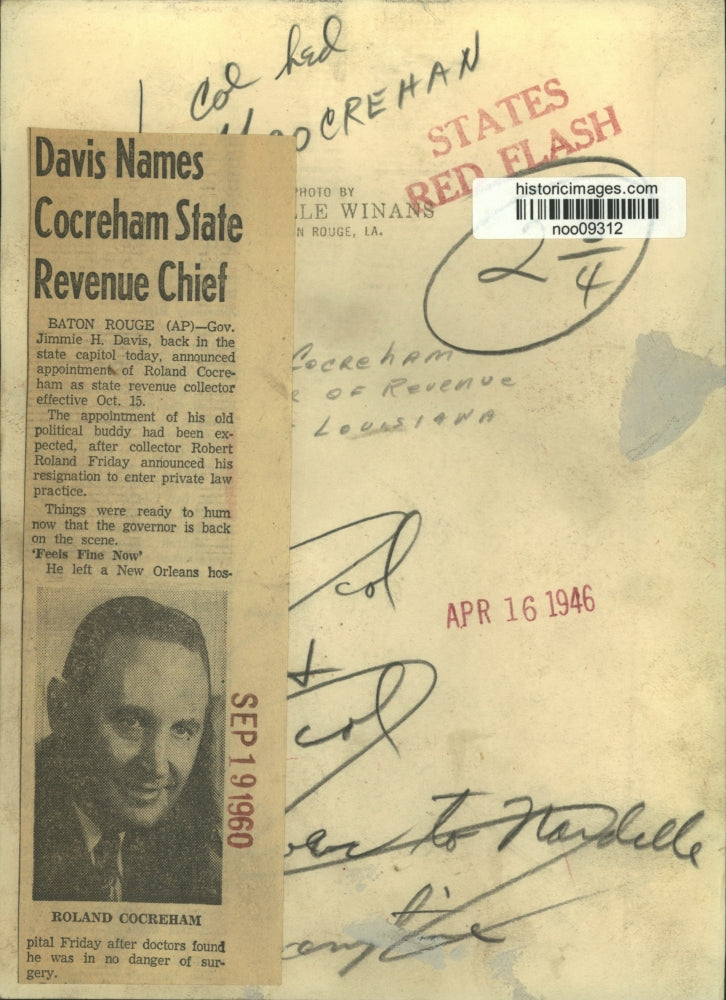 col hed
OCREHAN
STATES
RED FLASH
PHOTO BY
LLE WINANS
N ROUGE, LA.
historicimages.com
noo09312
2
4
Cocreham
OF Revenue
LOUISIANA
col
+
col
APR 16 1946
to Nardelle
Davis Names
Cocreham State
Revenue Chief
BATON ROUGE (AP)—Gov.
Jimmie H. Davis, back in the
state capitol today, announced
appointment of Roland Cocre-
ham as state revenue collector
effective Oct. 15.
The appointment of his old
political buddy had been ex-
pected, after collector Robert
Roland Friday announced his
resignation to enter private law
practice.
Things were ready to hum
now that the governor is back
on the scene.
'Feels Fine Now'
He left a New Orleans hos-
SEP 19 1960
ROLAND COCREHAM
pital Friday after doctors found
he was in no danger of sur-
gery.